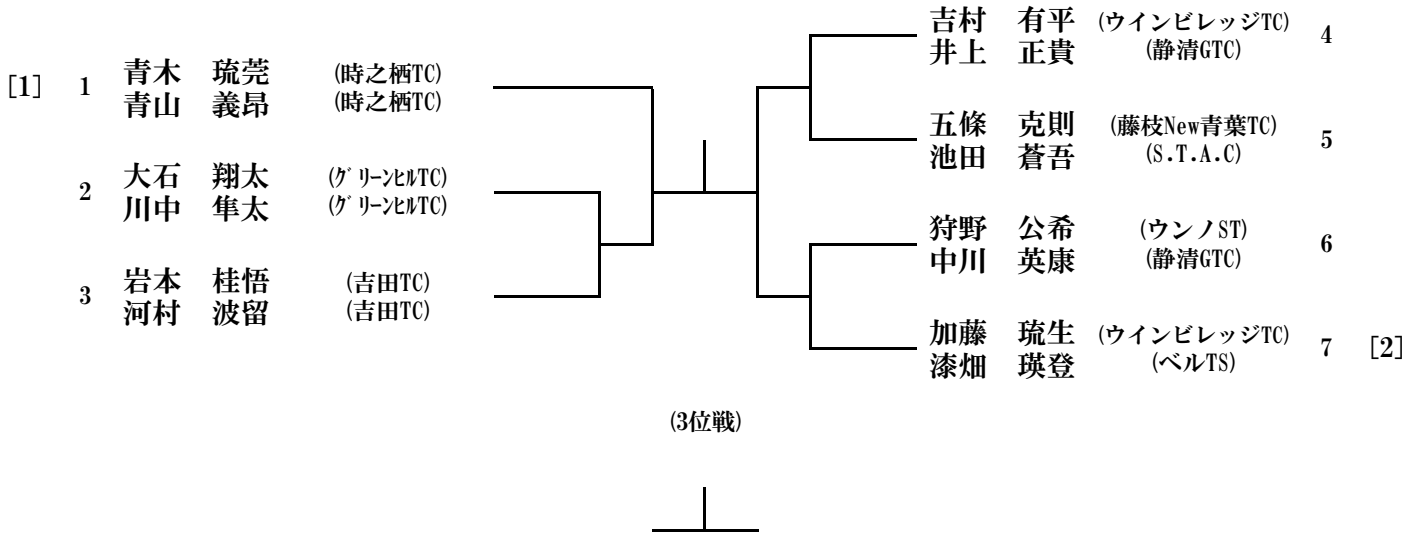 [1] 1 青木 琉莞 (時之栖TC)
青山 義昂 (時之栖TC)
2 大石 翔太 (グリーンヒルTC)
川中 隼太 (グリーンヒルTC)
3 岩本 桂悟 (吉田TC)
河村 波留 (吉田TC)
吉村 有平 (ウインビレッジTC) 4
井上 正貴 (静清GTC)
五條 克則 (藤枝New青葉TC) 5
池田 蒼吾 (S.T.A.C)
狩野 公希 (ウンノST) 6
中川 英康 (静清GTC)
加藤 琉生 (ウインビレッジTC) 7 [2]
漆畑 瑛登 (ベルTS)
(3位戦)